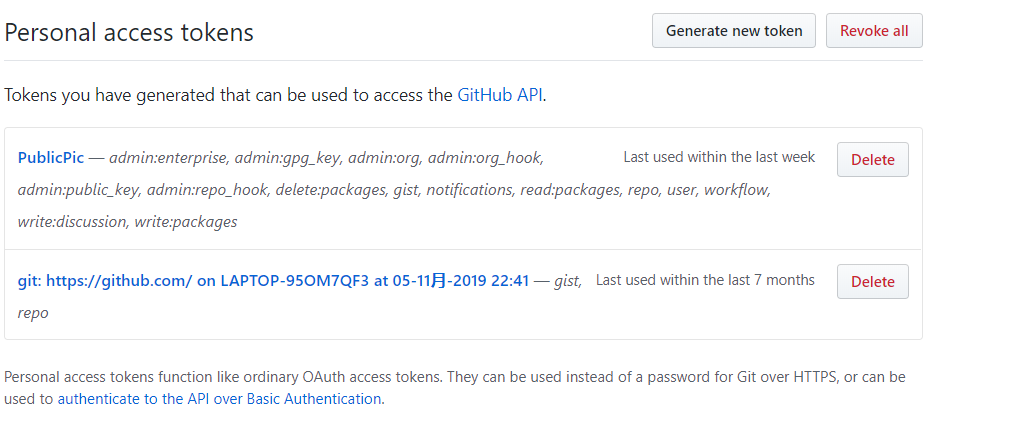 Personal access tokens Generate new token Revoke all
Tokens you have generated that can be used to access the GitHub API.
PublicPic — admin:enterprise, admin:gpg_key, admin:org, admin:org_hook, Last used within the last week Delete
admin:public_key, admin:repo_hook, delete:packages, gist, notifications, read:packages, repo, user, workflow,
write:discussion, write:packages
git: https://github.com/ on LAPTOP-95OM7QF3 at 05-11月-2019 22:41 — gist, Last used within the last 7 months Delete
repo
Personal access tokens function like ordinary OAuth access tokens. They can be used instead of a password for Git over HTTPS, or can be
used to authenticate to the API over Basic Authentication.